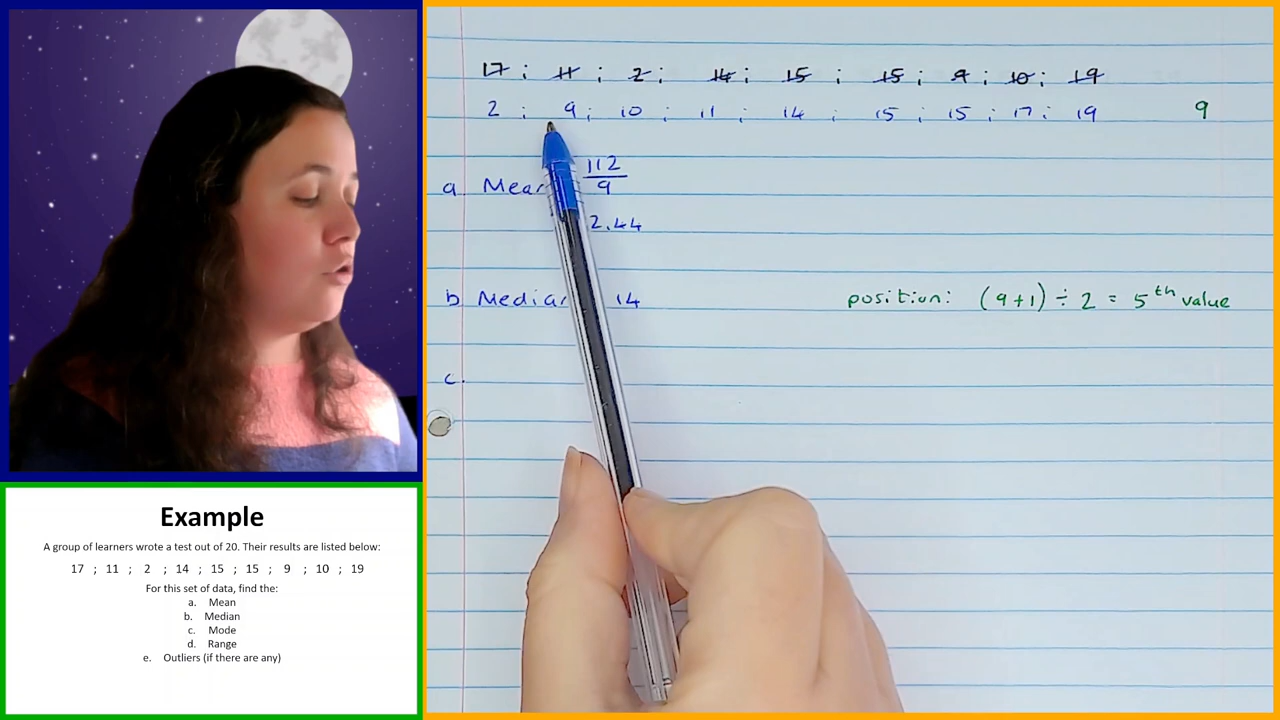 17 ; 11 ; 2 ; 14 ; 15 ; 15 ; 9 ; 10 ; 19
2 ; 9 ; 10 ; 11 ; 14 ; 15 ; 15 ; 17 ; 19 9
a. 112
9
2.44
b 14 position: (9+1) ÷ 2 = 5th value
c.
Example
A group of learners wrote a test out of 20. Their results are listed below:
17 ; 11 ; 2 ; 14 ; 15 ; 15 ; 9 ; 10 ; 19
For this set of data, find the:
a. Mean
b. Median
c. Mode
d. Range
e. Outliers (if there are any)